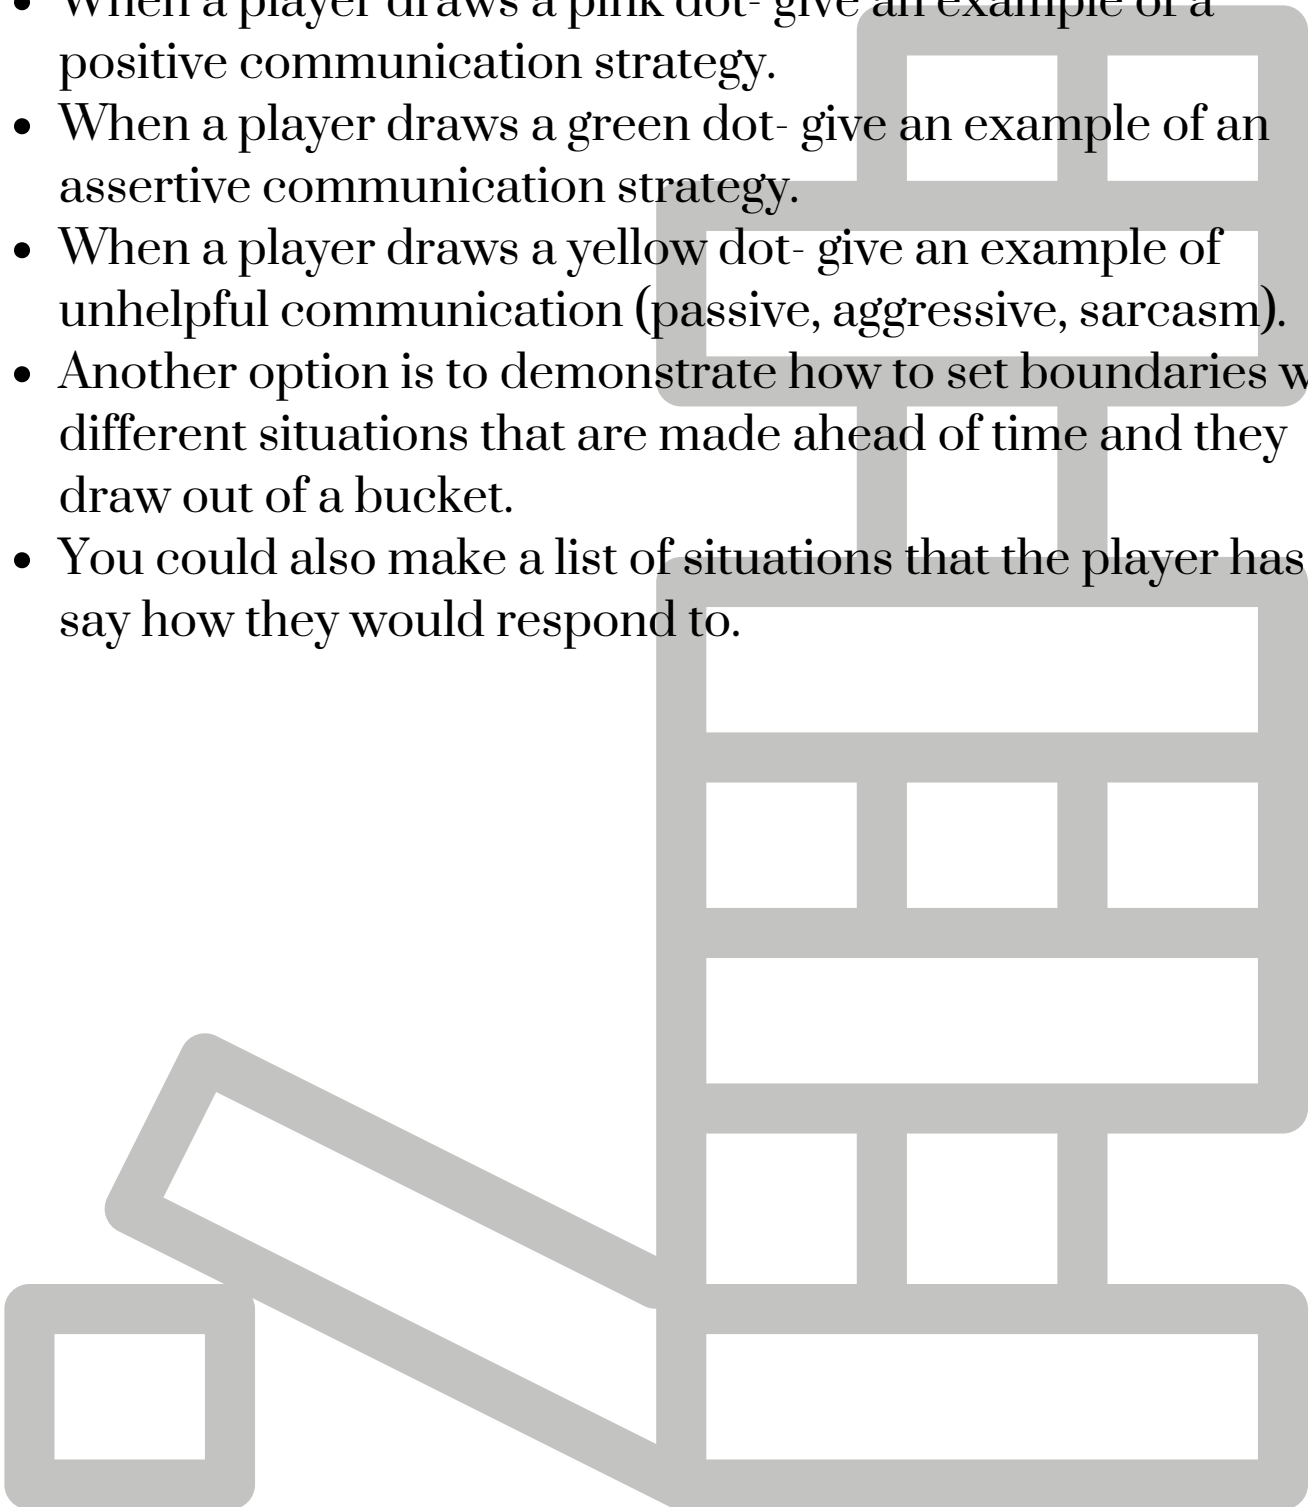 • When a player draws a pink dot- give an example of a
positive communication strategy.
• When a player draws a green dot- give an example of an
assertive communication strategy.
• When a player draws a yellow dot- give an example of
unhelpful communication (passive, aggressive, sarcasm).
• Another option is to demonstrate how to set boundaries
different situations that are made ahead of time and they
draw out of a bucket.
• You could also make a list of situations that the player has
say how they would respond to.